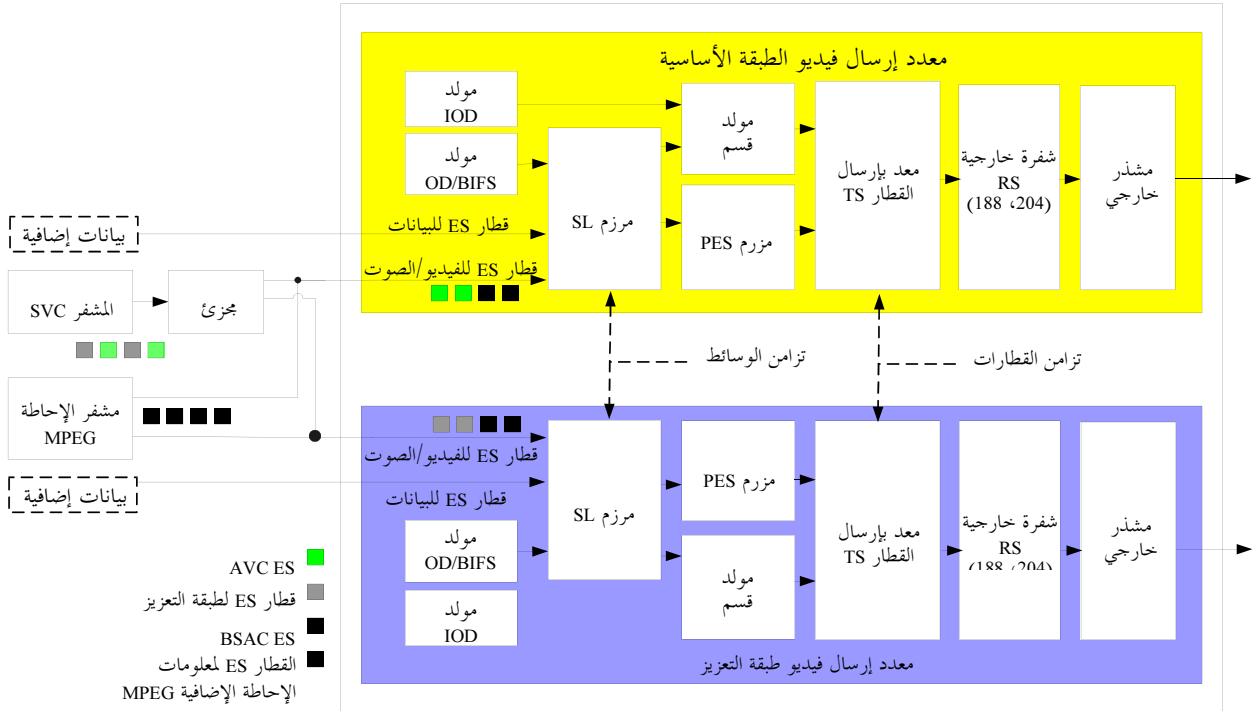 معدد إرسال فيديو الطبقة الأساسية
مولد
IOD
مولد
OD/BIFS
مرزم SL
مولد
قسم
مزرم PES
معد بإرسال
القطار TS
شفرة خارجية
RS
(204، 188)
مشذر
خارجي
قطار ES للبيانات
قطار ES للفيديو/الصوت
بيانات إضافية
المشفر SVC
مجزئ
تزامن الوسائط
تزامن القطارات
مشفر الإحاطة
MPEG
بيانات إضافية
قطار ES للفيديو/الصوت
قطار ES للبيانات
مرزم SL
مزرم PES
مولد
قسم
معد بإرسال
القطار TS
شفرة خارجية
RS
(204، 188)
مشذر
خارجي
مولد
OD/BIFS
مولد
IOD
معدد إرسال فيديو طبقة التعزيز
AVC ES
قطار ES لطبقة التعزيز
BSAC ES
القطار ES لمعلومات
الإحاطة الإضافية MPEG